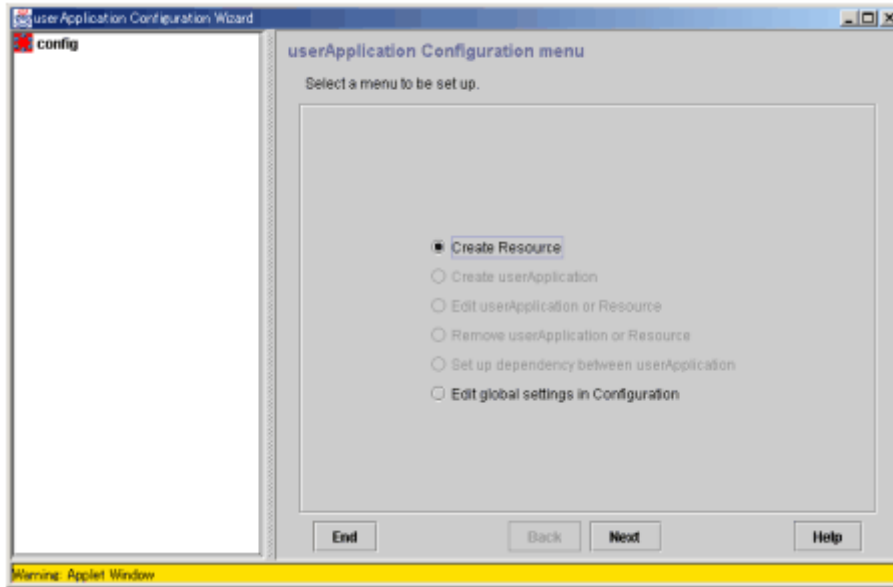 userApplication Configuration Wizard
config
userApplication Configuration menu
Select a menu to be set up.
Create Resource
Create userApplication
Edit userApplication or Resource
Remove userApplication or Resource
Set up dependency between userApplication
Edit global settings in Configuration
End Back Next Help
Warning: Applet Window